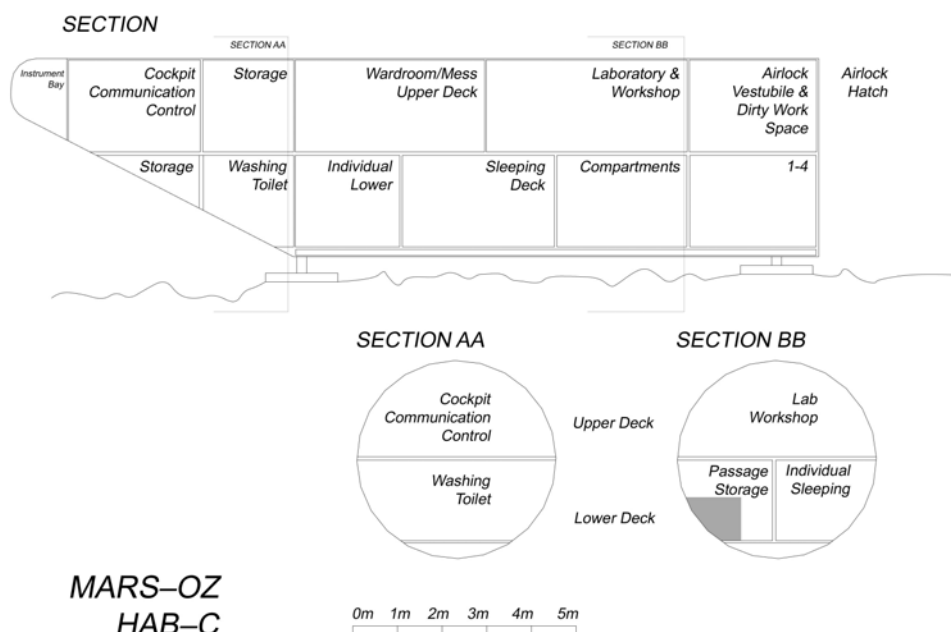 SECTION
SECTION AA
SECTION BB
Instrument
Bay
Cockpit
Communication
Control
Storage
Wardroom/Mess
Upper Deck
Laboratory &
Workshop
Airlock
Vestubile &
Dirty Work
Space
Airlock
Hatch
Storage
Washing
Toilet
Individual
Lower
Sleeping
Deck
Compartments
1-4
SECTION AA
SECTION BB
Cockpit
Communication
Control
Washing
Toilet
Upper Deck
Lower Deck
Lab
Workshop
Passage
Storage
Individual
Sleeping
MARS–OZ
HAB–C
0m 1m 2m 3m 4m 5m